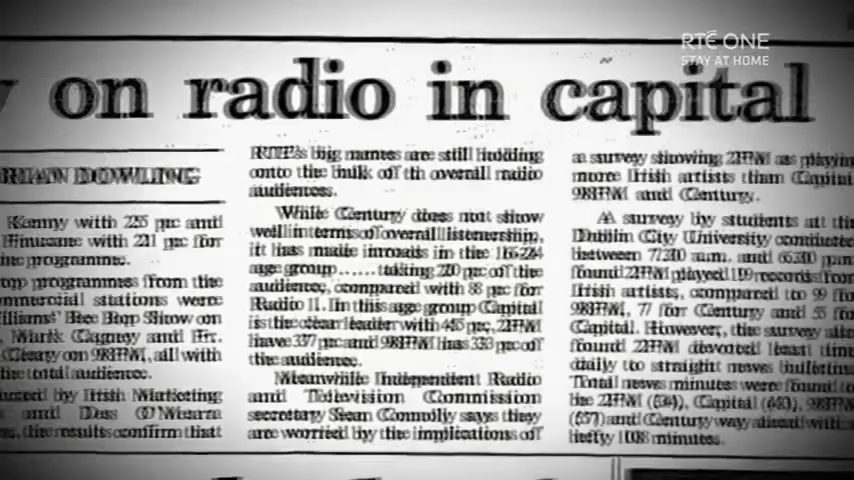 RTÉ ONE
STAY AT HOME
on radio in capital
RIAN DOWLING
Kenny with 25 pc and
Finucane with 21 pc for
programme.
top programmes from the
commercial stations were
Williams' Bee Bop Show on
Mark Cagney and
Cleary on 98FM, all with
the total audience.
by Irish Marketing
and Des O'Meara
the results confirm that
RTE's big names are still holding
onto the bulk of th overall radio
audiences.
While Century does not show
well in terms of overall listenership,
it has made inroads in the
age group...... taking 20 pc of the
audience, compared with 8 pc for
Radio 1. In this age group Capital
is the clear leader with 45 pc, 2FM
have 37 pc and 98FM has 33 pc of
the audience.
Meanwhile Independent Radio
and Television Commission
secretary Sean Connolly says they
are worried by the implications of
a survey showing 2FM as playing
more Irish artists than Capital
98FM and Century.
A survey by students at the
Dublin City University conducted
between 7.30 a.m. and
found 2FM played 119 records from
Irish artists, compared to 99 for
98FM, 77 for Century and 55 for
Capital. However, the survey also
found 2FM devoted least time
daily to straight news bulletins.
Total news minutes were found to
be 2FM (34), Capital (43), 98FM
(57) and Century way ahead with a
hefty 108 minutes.